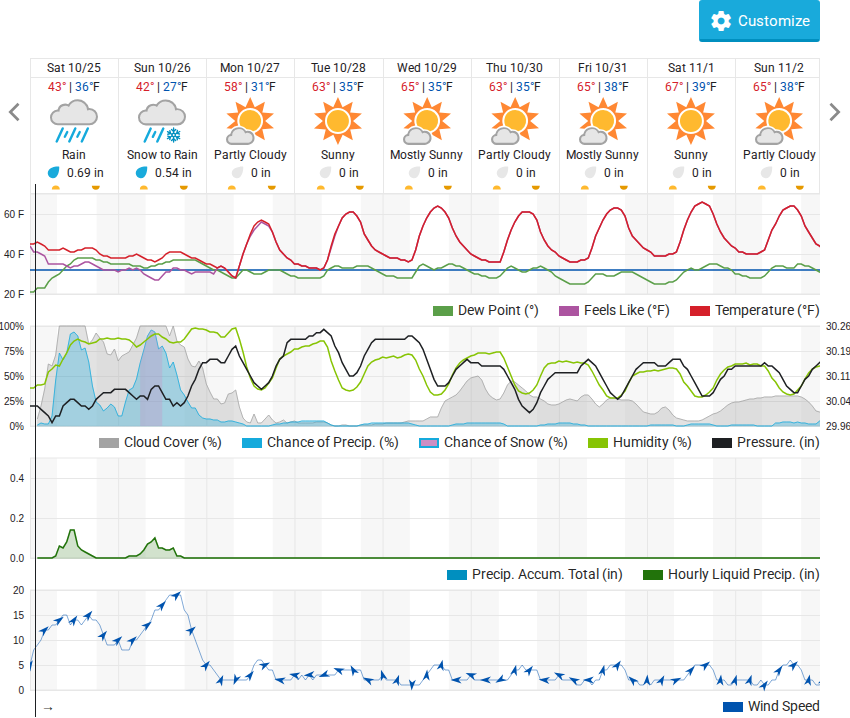 Customize
Sat 10/25 Sun 10/26 Mon 10/27 Tue 10/28 Wed 10/29 Thu 10/30 Fri 10/31 Sat 11/1 Sun 11/2
43° | 36°F 42° | 27°F 58° | 31°F 63° | 35°F 65° | 35°F 63° | 35°F 65° | 38°F 67° | 39°F 65° | 38°F
Rain Snow to Rain Partly Cloudy Sunny Mostly Sunny Partly Cloudy Mostly Sunny Sunny Partly Cloudy
0.69 in 0.54 in 0 in 0 in 0 in 0 in 0 in 0 in 0 in
60 F
40 F
20 F
Dew Point (°) Feels Like (°F) Temperature (°F)
100% 30.26
75% 30.19
50% 30.11
25% 30.04
0% 29.96
Cloud Cover (%) Chance of Precip. (%) Chance of Snow (%) Humidity (%) Pressure. (in)
0.4
0.2
0.0
Precip. Accum. Total (in) Hourly Liquid Precip. (in)
20
15
10
5
0
→ Wind Speed